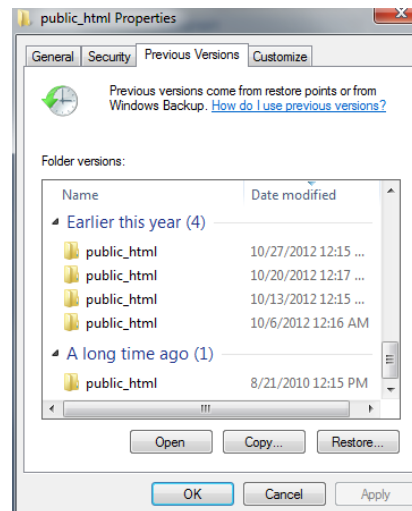 public_html Properties
General Security Previous Versions Customize
Previous versions come from restore points or from
Windows Backup. How do I use previous versions?
Folder versions:
Name Date modified
Earlier this year (4)
public_html 10/27/2012 12:15 ...
public_html 10/20/2012 12:17 ...
public_html 10/13/2012 12:15 ...
public_html 10/6/2012 12:16 AM
A long time ago (1)
public_html 8/21/2010 12:15 PM
Open Copy... Restore...
OK Cancel Apply